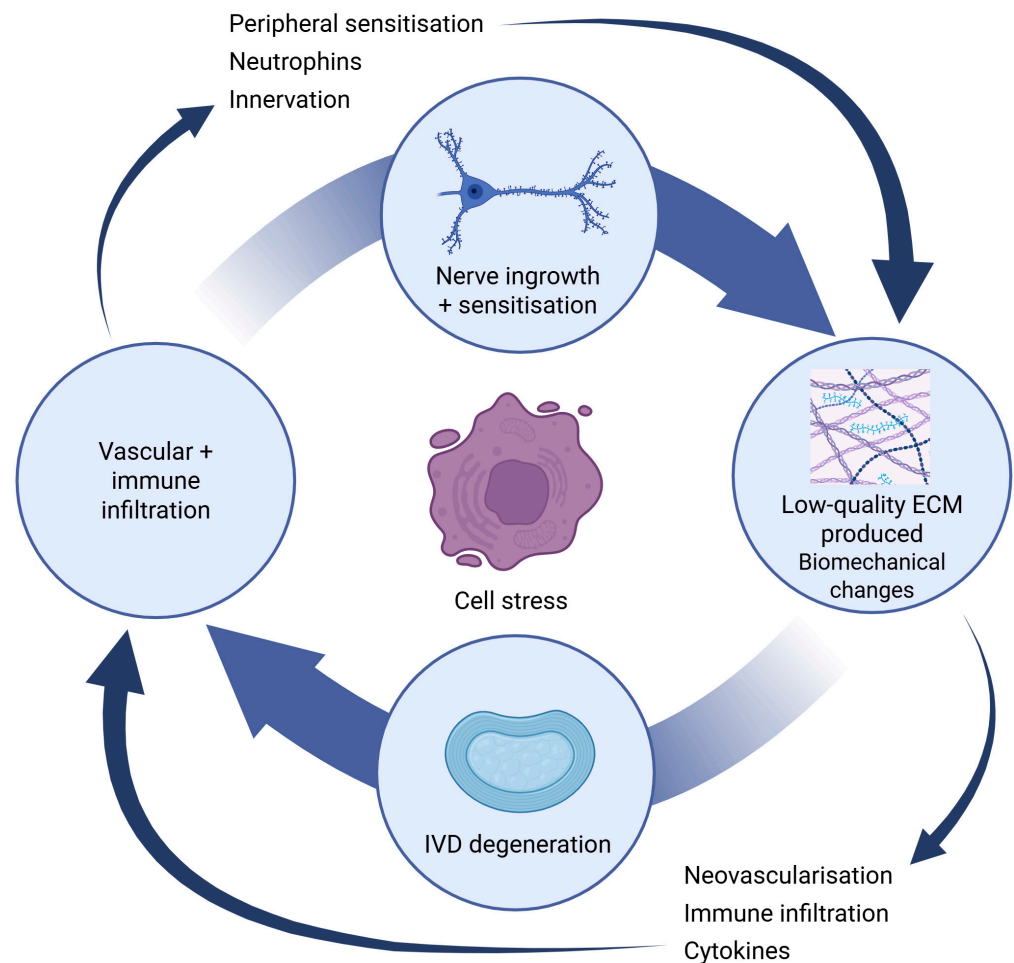 Peripheral sensitisation
Neutrophins
Innervation
Nerve ingrowth
+ sensitisation
Vascular +
immune
infiltration
Low-quality ECM
produced
Biomechanical
changes
Cell stress
IVD degeneration
Neovascularisation
Immune infiltration
Cytokines